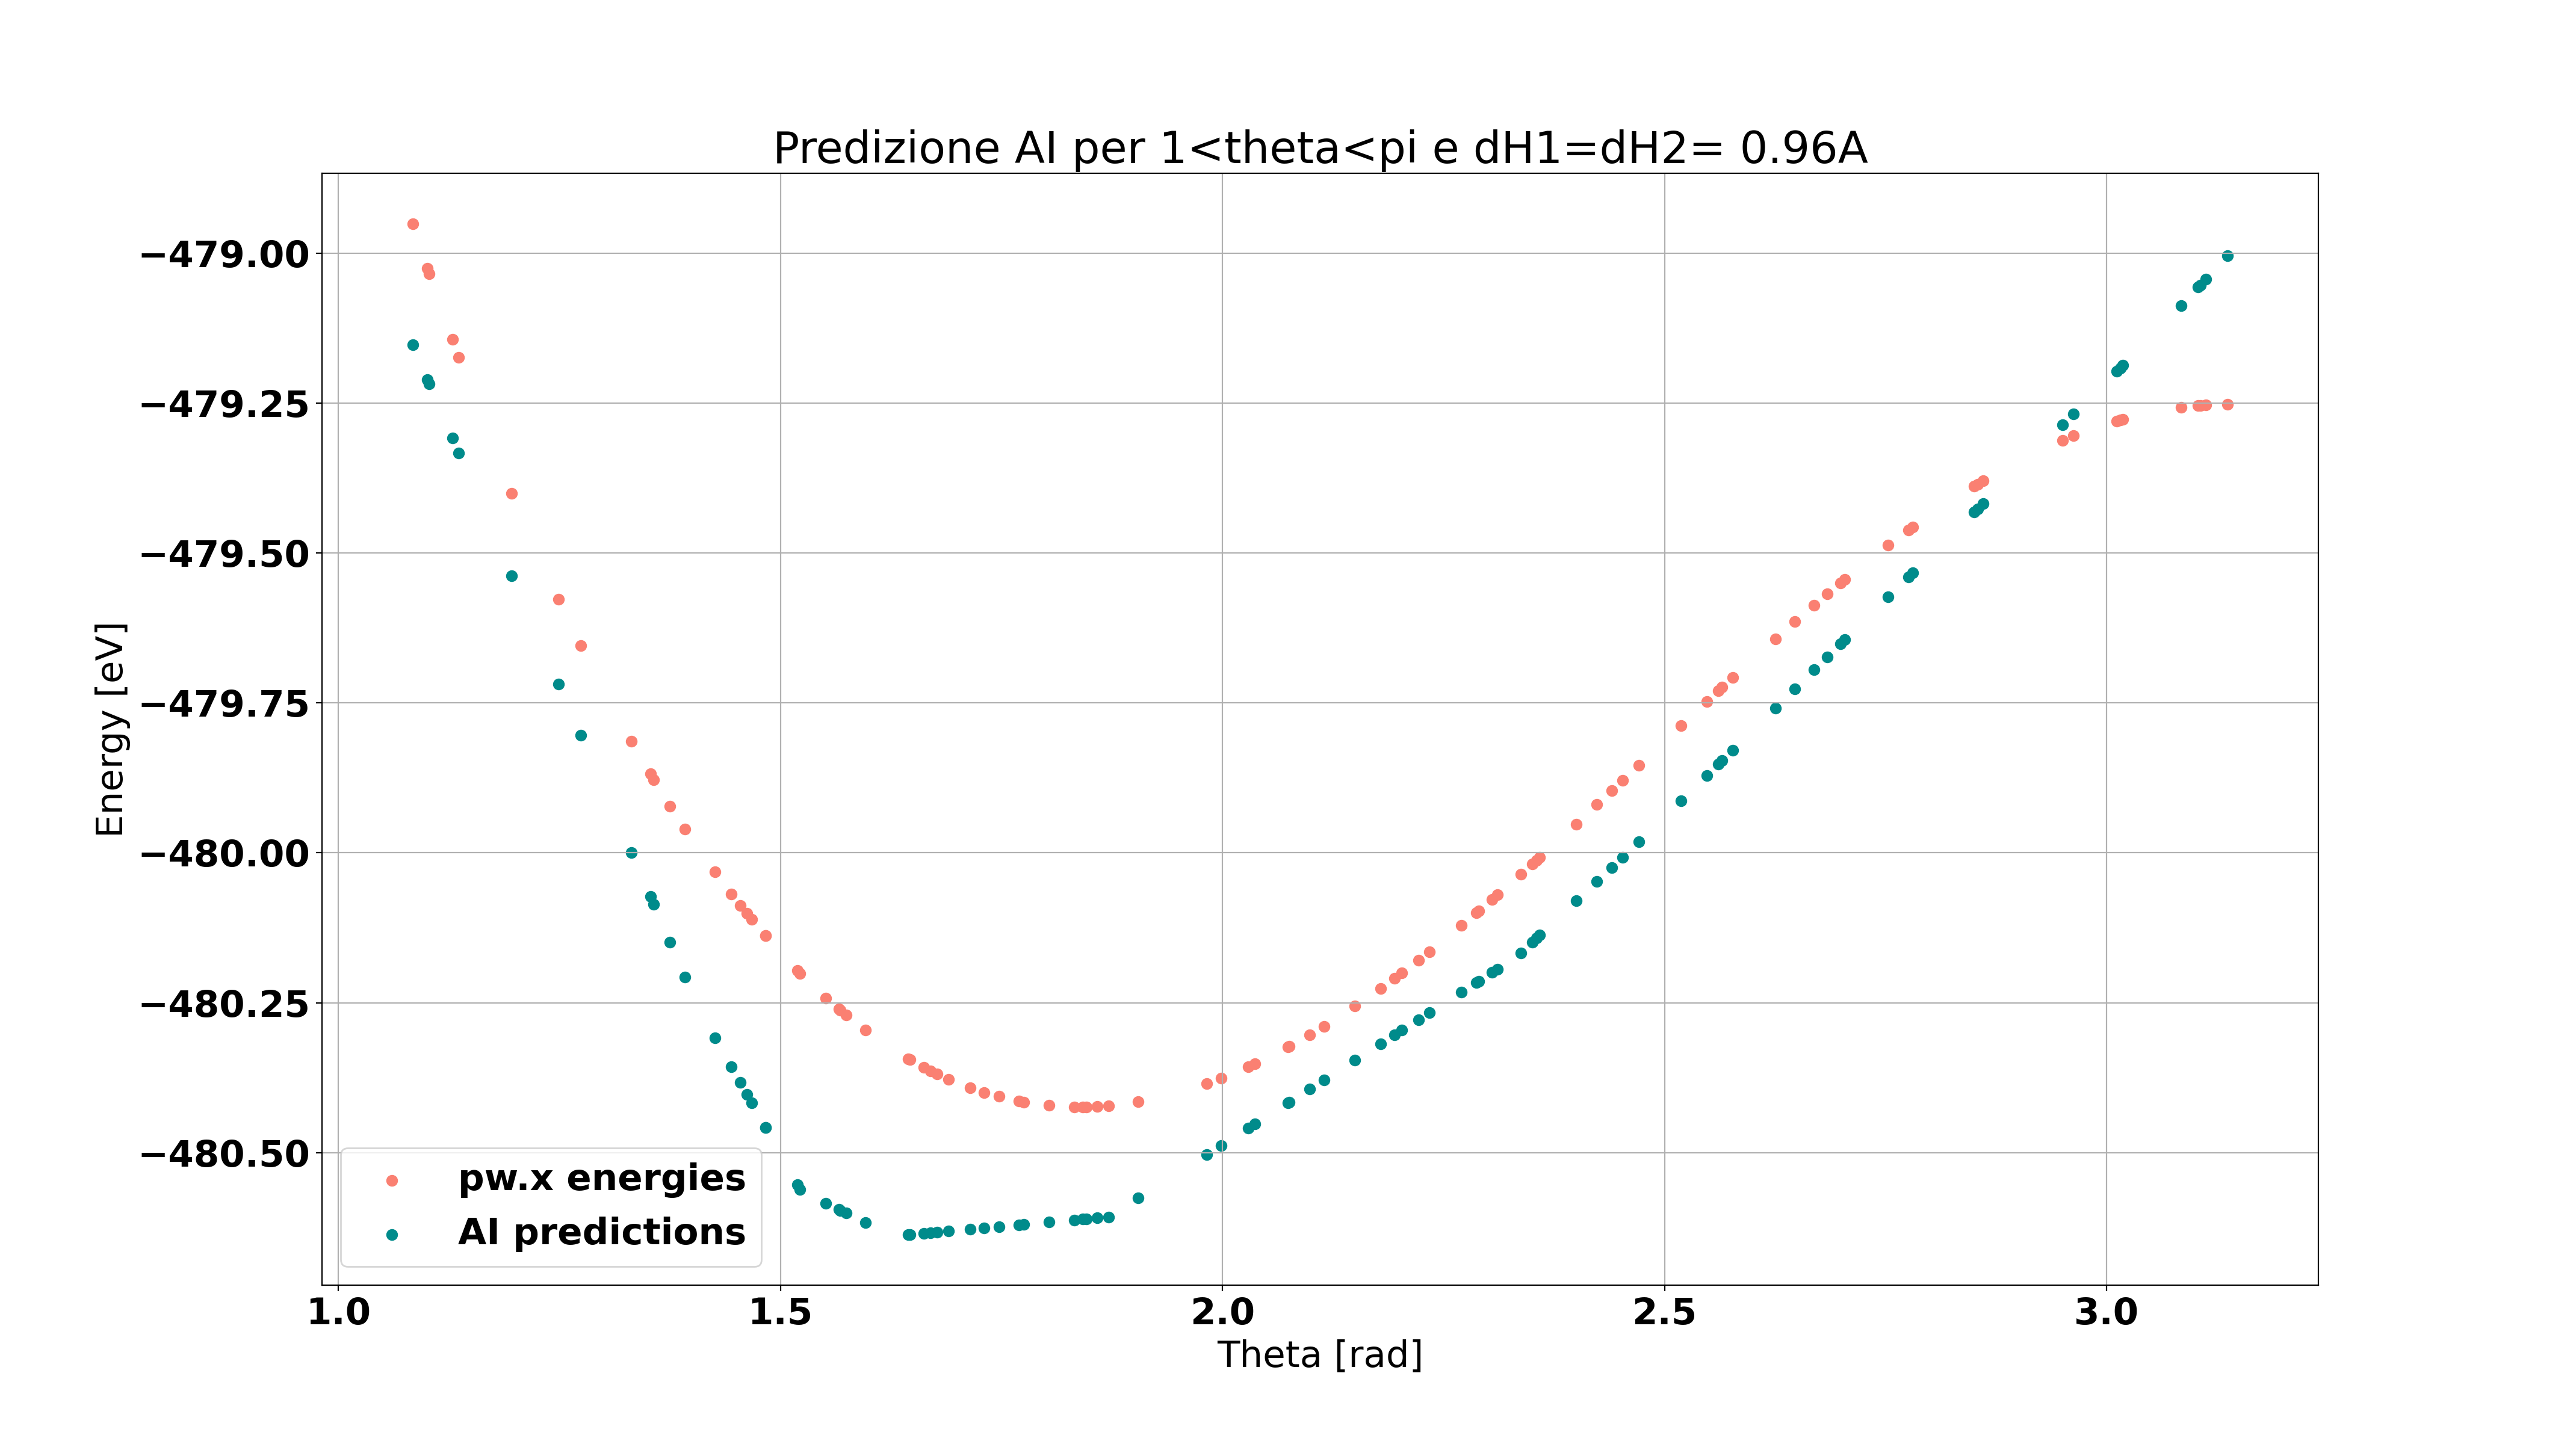 Predizione AI per 1<theta<pi e dH1=dH2= 0.96A
Energy [eV]
−479.00
−479.25
−479.50
−479.75
−480.00
−480.25
−480.50
pw.x energies
AI predictions
1.0 1.5 2.0 2.5 3.0
Theta [rad]